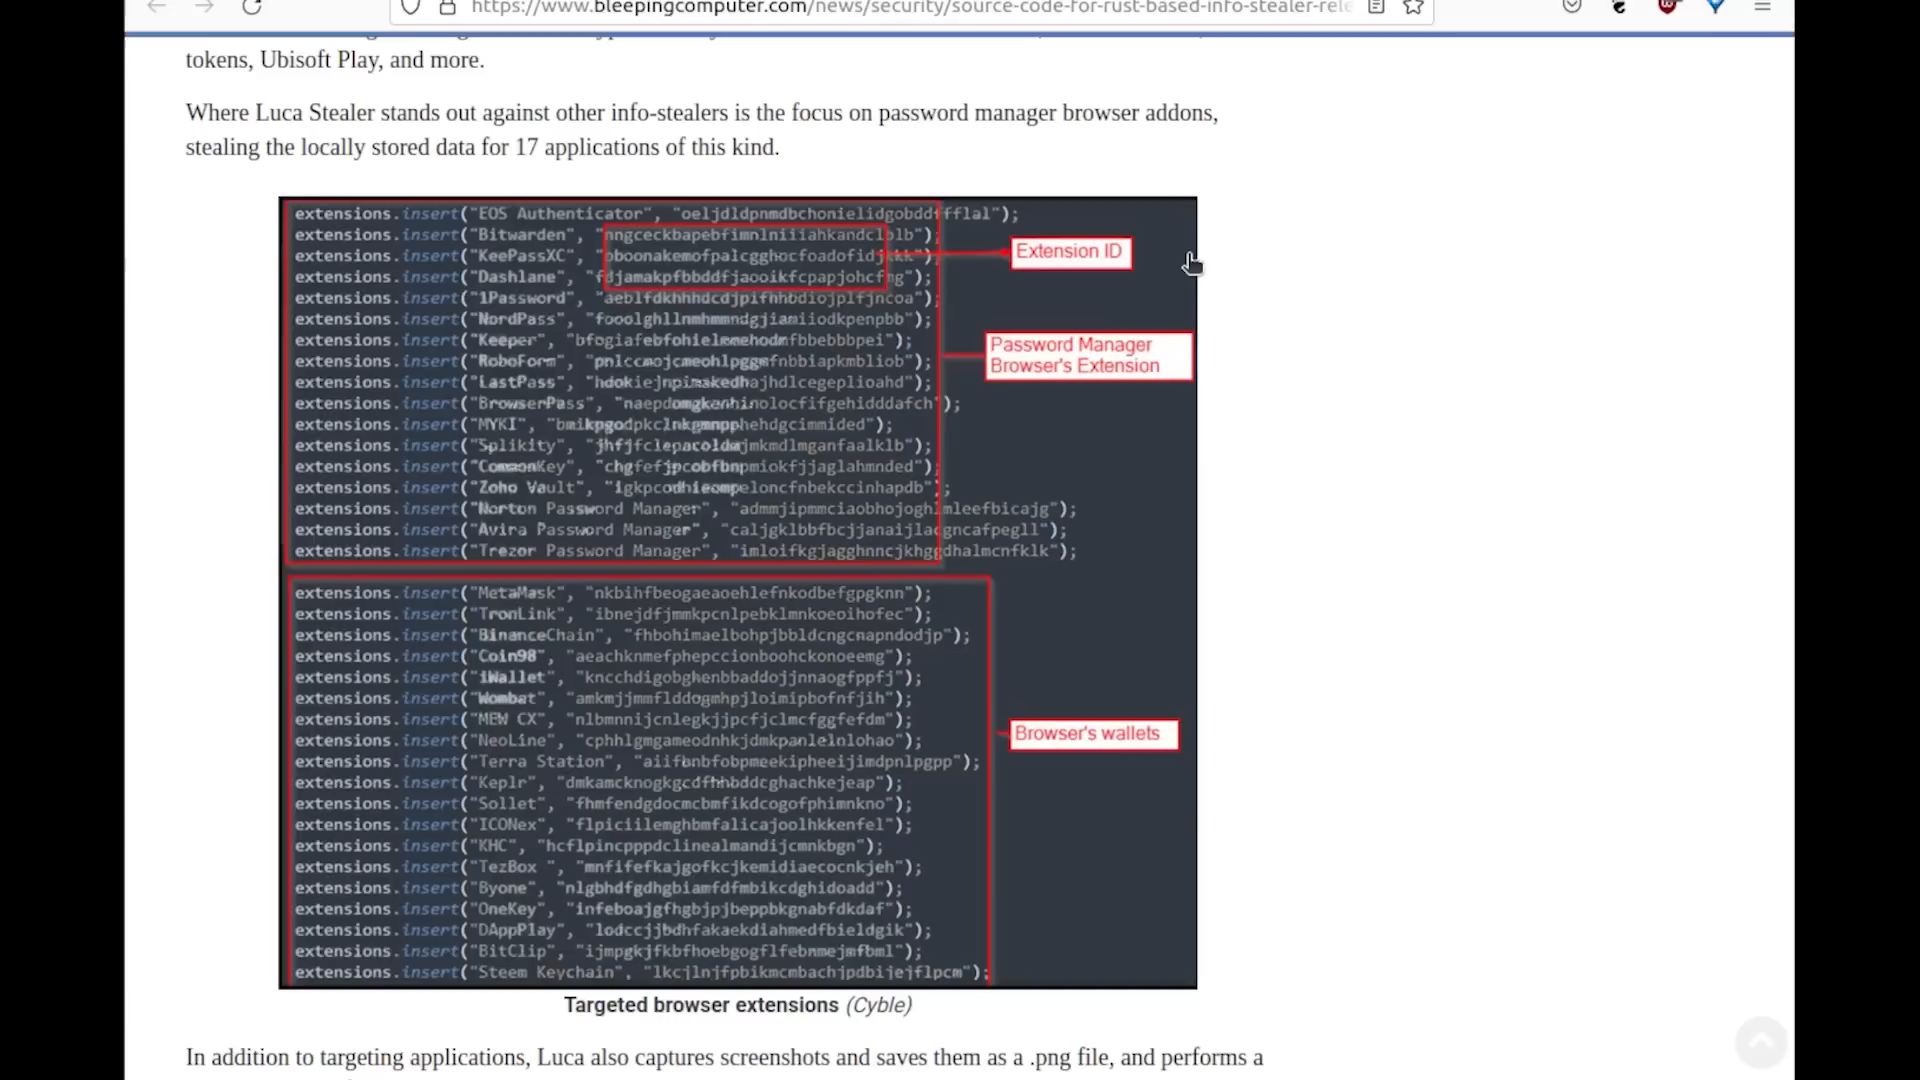 https://www.bleepingcomputer.com/news/security/source-code-for-rust-based-info-stealer-rele
tokens, Ubisoft Play, and more.
Where Luca Stealer stands out against other info-stealers is the focus on password manager browser addons,
stealing the locally stored data for 17 applications of this kind.
extensions.insert("EOS Authenticator", "oeljdldpnmdbchonielidgobddffflal");
extensions.insert("Bitwarden", "nngceckbapebfimnlniiiahkandclblb");
extensions.insert("KeePassXC", "oboonakemofpalcgghocfoadofidjkkk");
extensions.insert("Dashlane", "fdjamakpfbbddfjaooikfcpapjohcfmg");
extensions.insert("1Password", "aeblfdkhhhdcdjpifhhbdiojplfjncoa");
extensions.insert("NordPass", "fooolghllnmhmmndgjiamiiodkpenpbb");
extensions.insert("Keeper", "bfogiafebfohielmmehodmfbbebbbpei");
extensions.insert("RoboForm", "pnlccmojcmeohlpggmfnbbiapkmbliob");
extensions.insert("LastPass", "hdokiejnpimakedhajhdlcegeplioahd");
extensions.insert("BrowserPass", "naepdomgkenhinolocfifgehidddafch");
extensions.insert("MYKI", "bmikpgodpkclnkgmnpphehdgcimmided");
extensions.insert("Splikity", "jhfjfclepacoldmjmkmdlmganfaalklb");
extensions.insert("CommonKey", "chgfefjpcobfbnpmiokfjjaglahmnded");
extensions.insert("Zoho Vault", "igkpcodhieompeloncfnbekccinhapdb");
extensions.insert("Norton Password Manager", "admmjipmmciaobhojoghlmleefbicajg");
extensions.insert("Avira Password Manager", "caljgklbbfbcjjanaijlacgncafpegll");
extensions.insert("Trezor Password Manager", "imloifkgjagghnncjkhggdhalmcnfklk");
Extension ID
Password Manager
Browser's Extension
extensions.insert("MetaMask", "nkbihfbeogaeaoehlefnkodbefgpgknn");
extensions.insert("TronLink", "ibnejdfjmmkpcnlpebklmnkoeoihofec");
extensions.insert("BinanceChain", "fhbohimaelbohpjbbldcngcnapndodjp");
extensions.insert("Coin98", "aeachknmefphepccionboohckonoeemg");
extensions.insert("iWallet", "kncchdigobghenbbaddojjnnaogfppfj");
extensions.insert("Wombat", "amkmjjmmflddogmhpjloimipbofnfjih");
extensions.insert("MEW CX", "nlbmnnijcnlegkjjpcfjclmcfggfefdm");
extensions.insert("NeoLine", "cphhlgmgameodnhkjdmkpanlelnlohao");
extensions.insert("Terra Station", "aiifbnbfobpmeekipheeijimdpnlpgpp");
extensions.insert("Keplr", "dmkamcknogkgcdfhhbddcghachkejeap");
extensions.insert("Sollet", "fhmfendgdocmcbmfikdcogofphimnkno");
extensions.insert("ICONex", "flpiciilemghbmfalicajoolhkkenfel");
extensions.insert("KHC", "hcflpincpppdclinealmandijcmnkbgn");
extensions.insert("TezBox ", "mnfifefkajgofkcjkemidiaecocnkjeh");
extensions.insert("Byone", "nlgbhdfgdhgbiamfdfmbikcdghidoadd");
extensions.insert("OneKey", "infeboajgfhgbjpjbeppbkgnabfdkdaf");
extensions.insert("DAppPlay", "lodccjjbdhfakaekdiahmedfbieldgik");
extensions.insert("BitClip", "ijmpgkjfkbfhoebgogflfebnmejmfbml");
extensions.insert("Steem Keychain", "lkcjlnjfpbikmcmbachjpdbijejflpcm");
Browser's wallets
Targeted browser extensions (Cyble)
In addition to targeting applications, Luca also captures screenshots and saves them as a .png file, and performs a